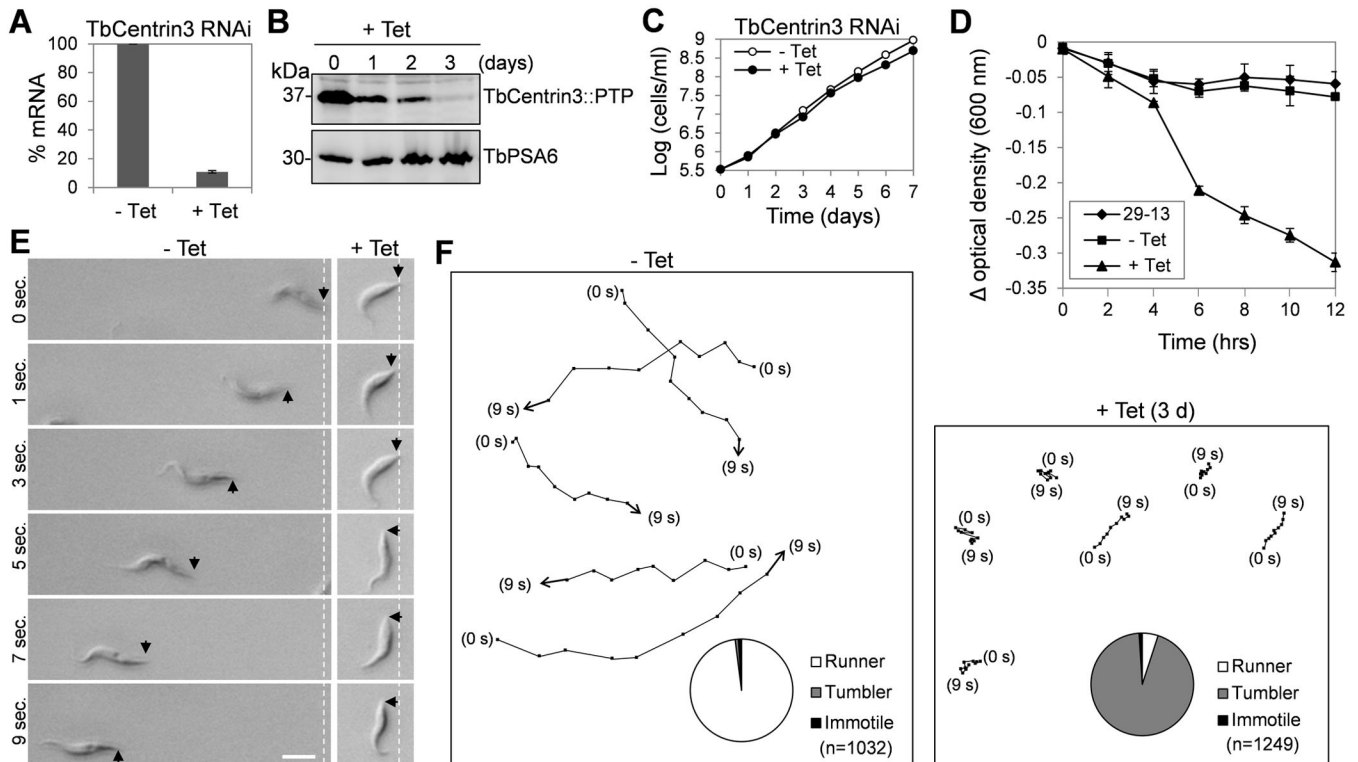 A
TbCentrin3 RNAi
% mRNA
100
80
60
40
20
0
- Tet
+ Tet
B
+ Tet
kDa
0 1 2 3 (days)
37-
TbCentrin3::PTP
30-
TbPSA6
C
TbCentrin3 RNAi
Log (cells/ml)
9
8.5
8
7.5
7
6.5
6
5.5
- Tet
+ Tet
0 1 2 3 4 5 6 7
Time (days)
D
Δ optical density (600 nm)
0
-0.05
-0.1
-0.15
-0.2
-0.25
-0.3
-0.35
29-13
- Tet
+ Tet
0 2 4 6 8 10 12
Time (hrs)
E
- Tet
+ Tet
0 sec.
1 sec.
3 sec.
5 sec.
7 sec.
9 sec.
F
- Tet
(0 s)
(0 s)
(9 s)
(0 s)
(9 s)
(9 s)
(0 s)
(9 s)
(9 s)
(0 s)
Runner
Tumbler
Immotile
(n=1032)
+ Tet (3 d)
(0 s)
(9 s)
(9 s)
(0 s)
(0 s)
(9 s)
(9 s)
(0 s)
(9 s)
(0 s)
(0 s)
(9 s)
Runner
Tumbler
Immotile
(n=1249)